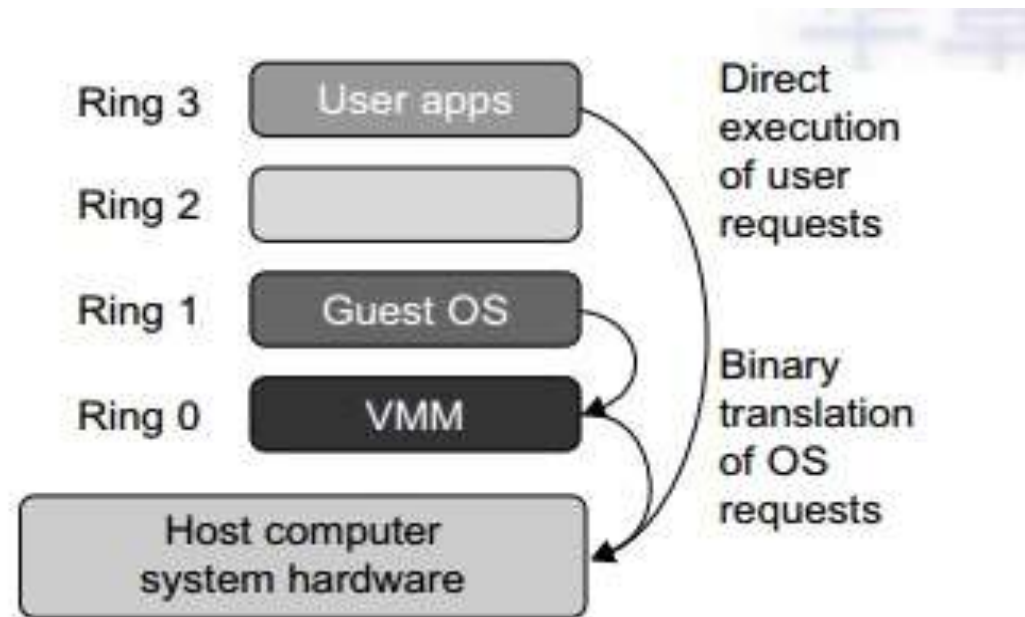 Ring 3
User apps
Direct
execution
of user
requests
Ring 2
Ring 1
Guest OS
Ring 0
VMM
Binary
translation
of OS
requests
Host computer
system hardware